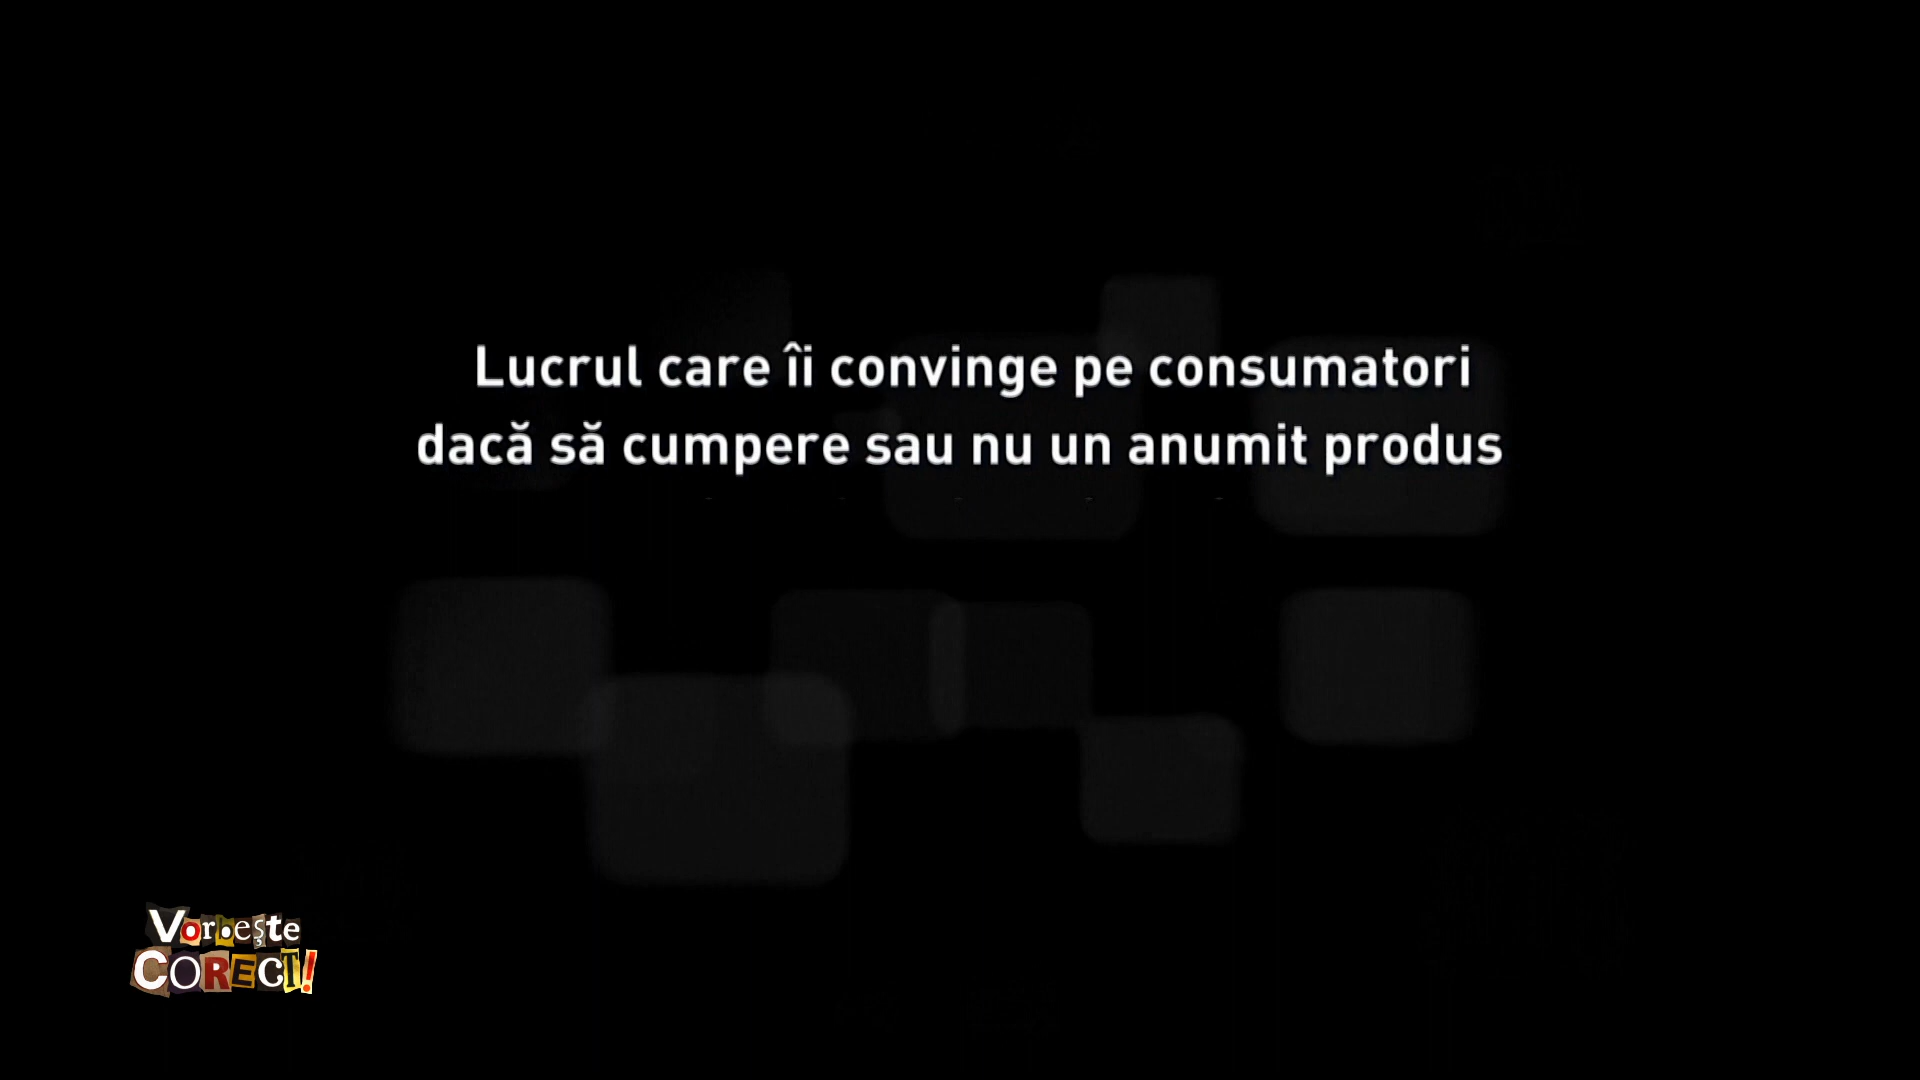 Lucrul care îi convinge pe consumatori
dacă să cumpere sau nu un anumit produs
Vorbește
CORECT!